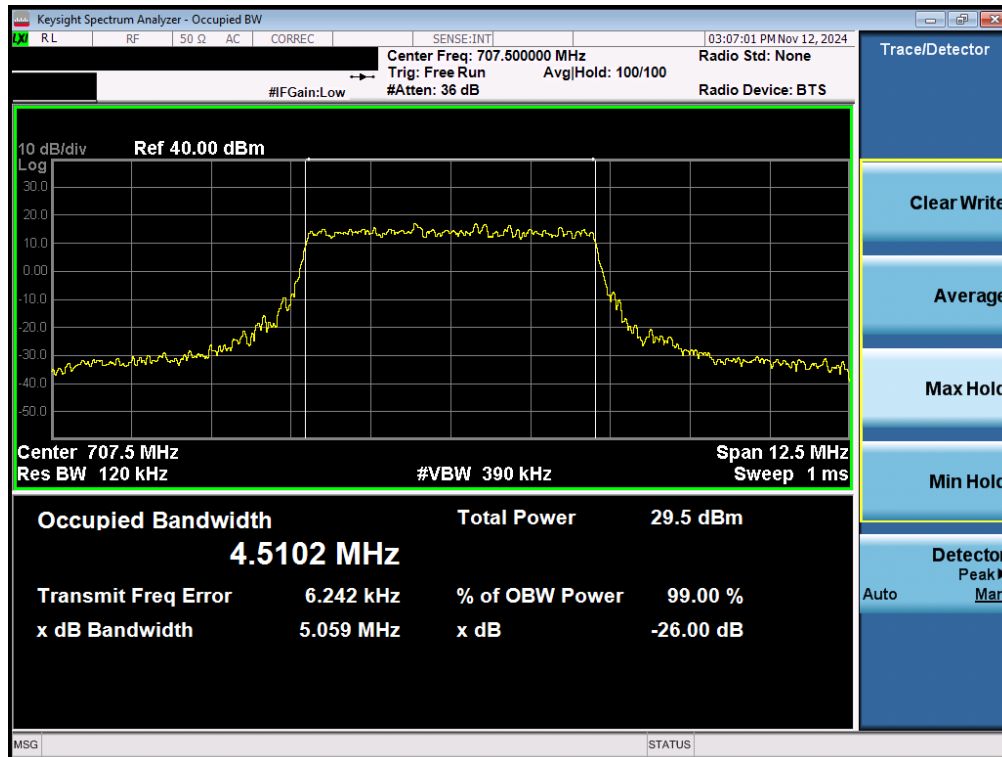 Keysight Spectrum Analyzer - Occupied BW
LXI RL RF 50 Ω AC CORREC SENSE:INT 03:07:01 PM Nov 12, 2024
Center Freq: 707.500000 MHz Radio Std: None
Trig: Free Run Avg|Hold: 100/100
#IFGain:Low #Atten: 36 dB Radio Device: BTS
Trace/Detector
10 dB/div Ref 40.00 dBm
Log
30.0
20.0
10.0
0.00
-10.0
-20.0
-30.0
-40.0
-50.0
Center 707.5 MHz Span 12.5 MHz
Res BW 120 kHz #VBW 390 kHz Sweep 1 ms
Occupied Bandwidth Total Power 29.5 dBm
4.5102 MHz
Transmit Freq Error 6.242 kHz % of OBW Power 99.00 %
x dB Bandwidth 5.059 MHz x dB -26.00 dB
Clear Write
Average
Max Hold
Min Hold
Detector
Peak
Auto Man
MSG STATUS